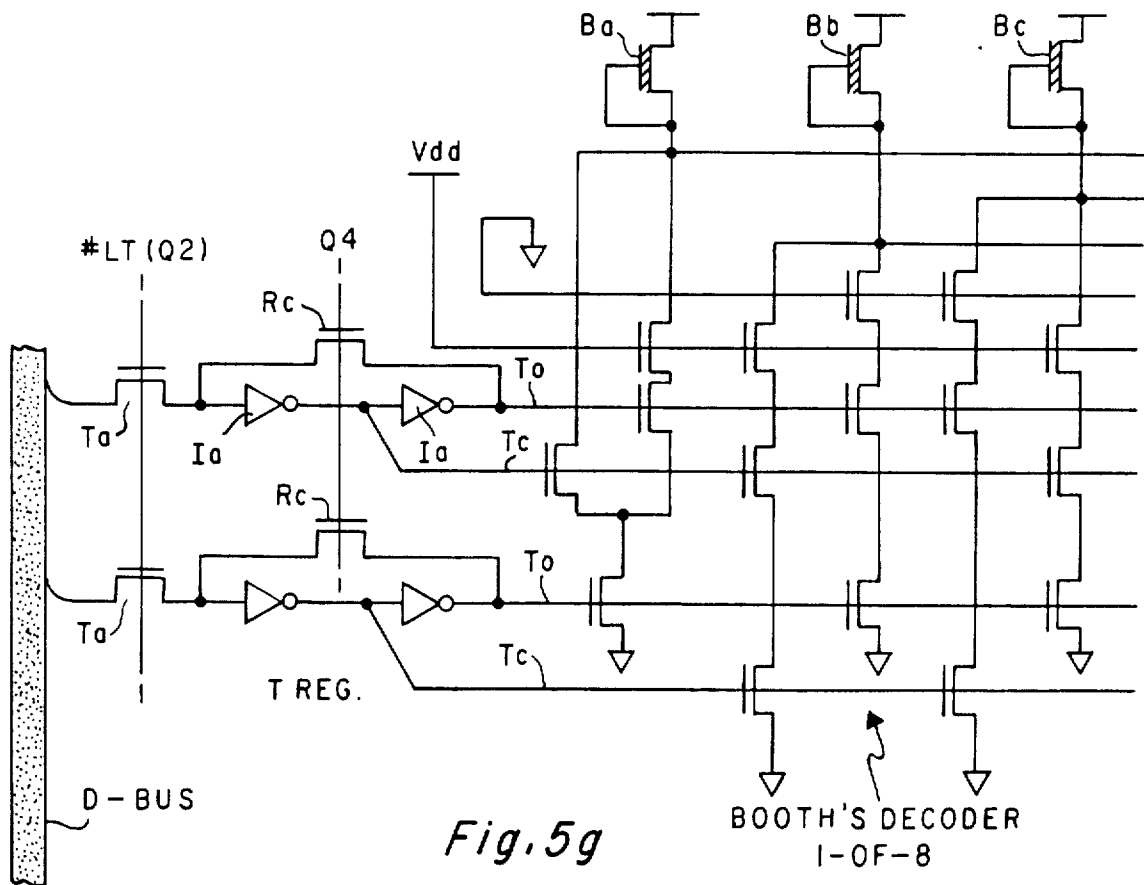 Ba
Bb
Bc
Vdd
#LT (Q2)
Q4
Rc
Ta
Ia
Ia
To
Tc
Rc
Ta
To
Tc
T REG.
D-BUS
BOOTH'S DECODER
1-OF-8
Fig. 5g